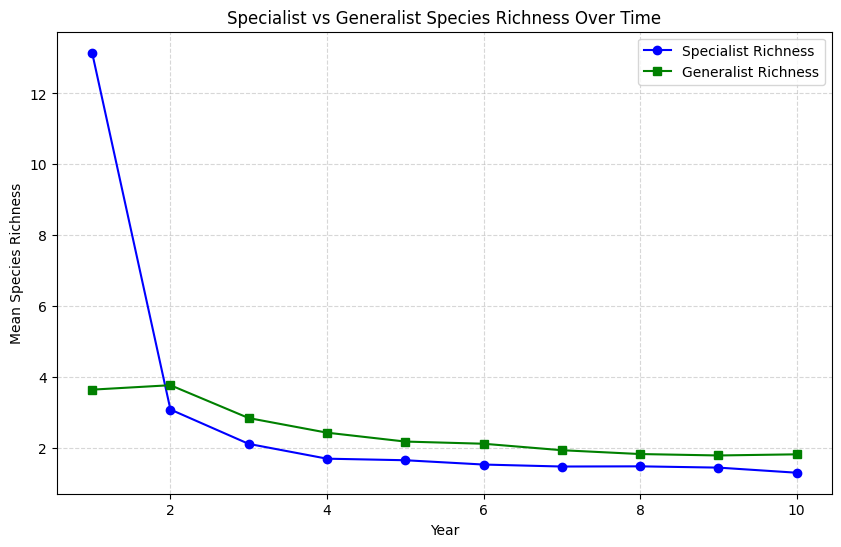 Specialist vs Generalist Species Richness Over Time
Specialist Richness
Generalist Richness
Mean Species Richness
12
10
8
6
4
2
2 4 6 8 10
Year